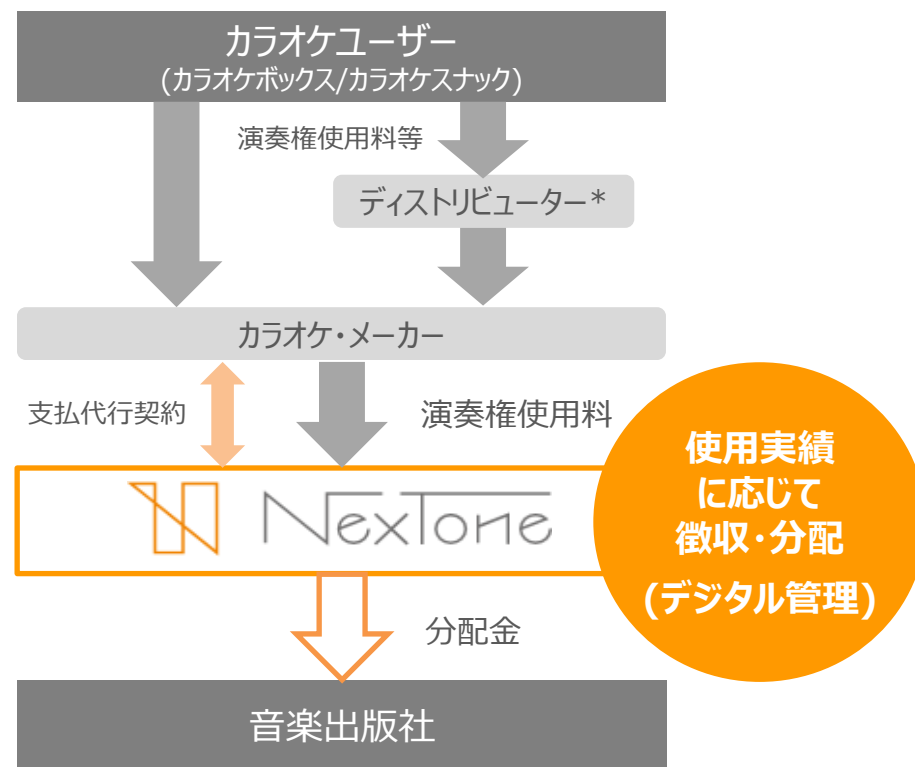 カラオケユーザー
(カラオケボックス/カラオケスナック)
演奏権使用料等
ディストリビューター*
カラオケ・メーカー
支払代行契約
演奏権使用料
NexTone
使用実績
に応じて
徴収・分配
(デジタル管理)
分配金
音楽出版社